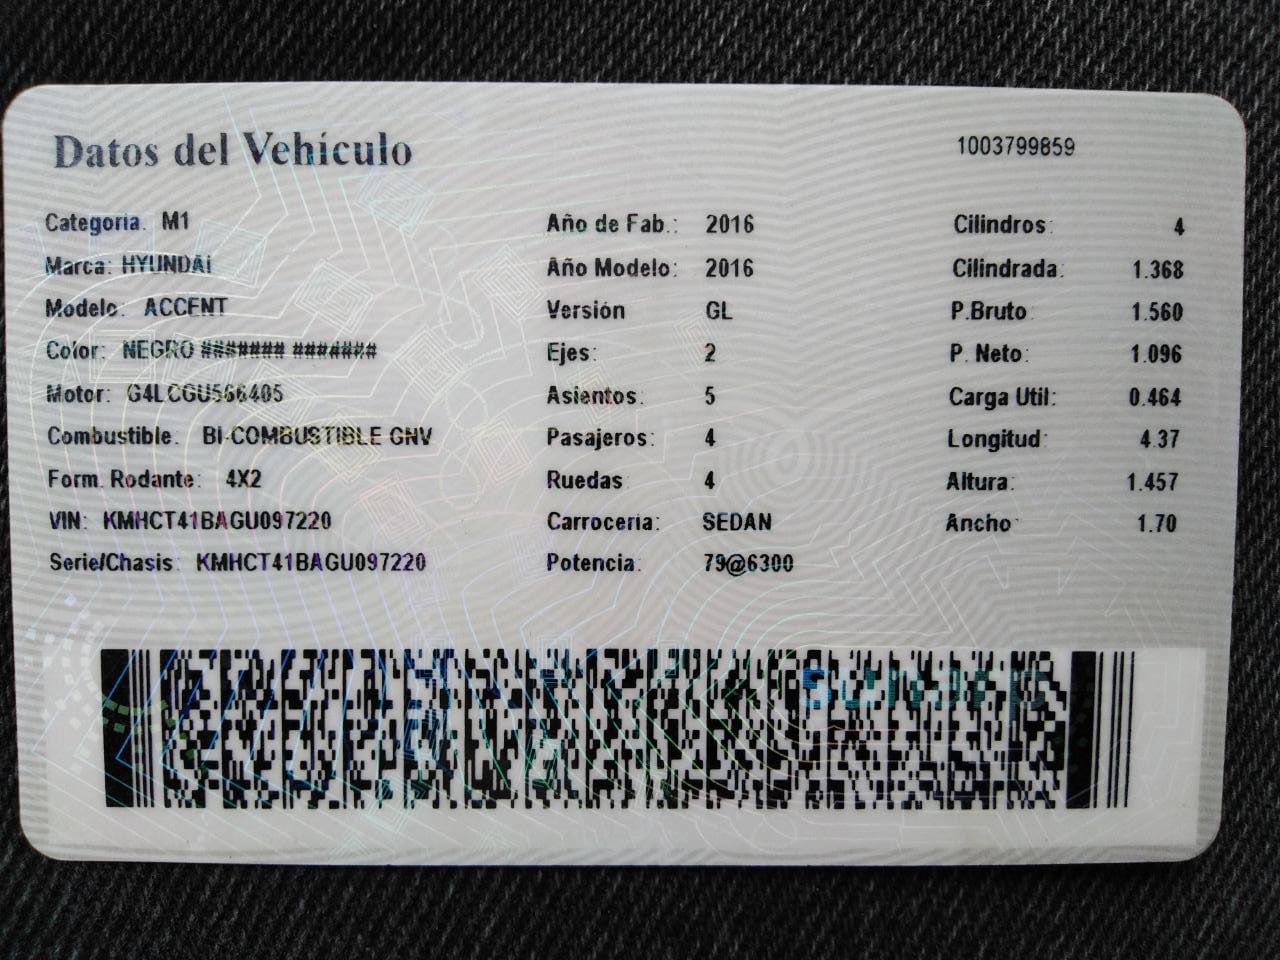 Datos del Vehículo 1003799859
Categoría: M1 Año de Fab.: 2016 Cilindros: 4
Marca: HYUNDAI Año Modelo: 2016 Cilindrada: 1.368
Modelo: ACCENT Versión GL P.Bruto 1.560
Color: NEGRO ####### ####### Ejes: 2 P. Neto: 1.096
Motor: G4LCGU566405 Asientos: 5 Carga Util: 0.464
Combustible: BI-COMBUSTIBLE GNV Pasajeros: 4 Longitud: 4.37
Form. Rodante: 4X2 Ruedas 4 Altura: 1.457
VIN: KMHCT41BAGU097220 Carrocería: SEDAN Ancho: 1.70
Serie/Chasis: KMHCT41BAGU097220 Potencia: 79@6300
sunarp